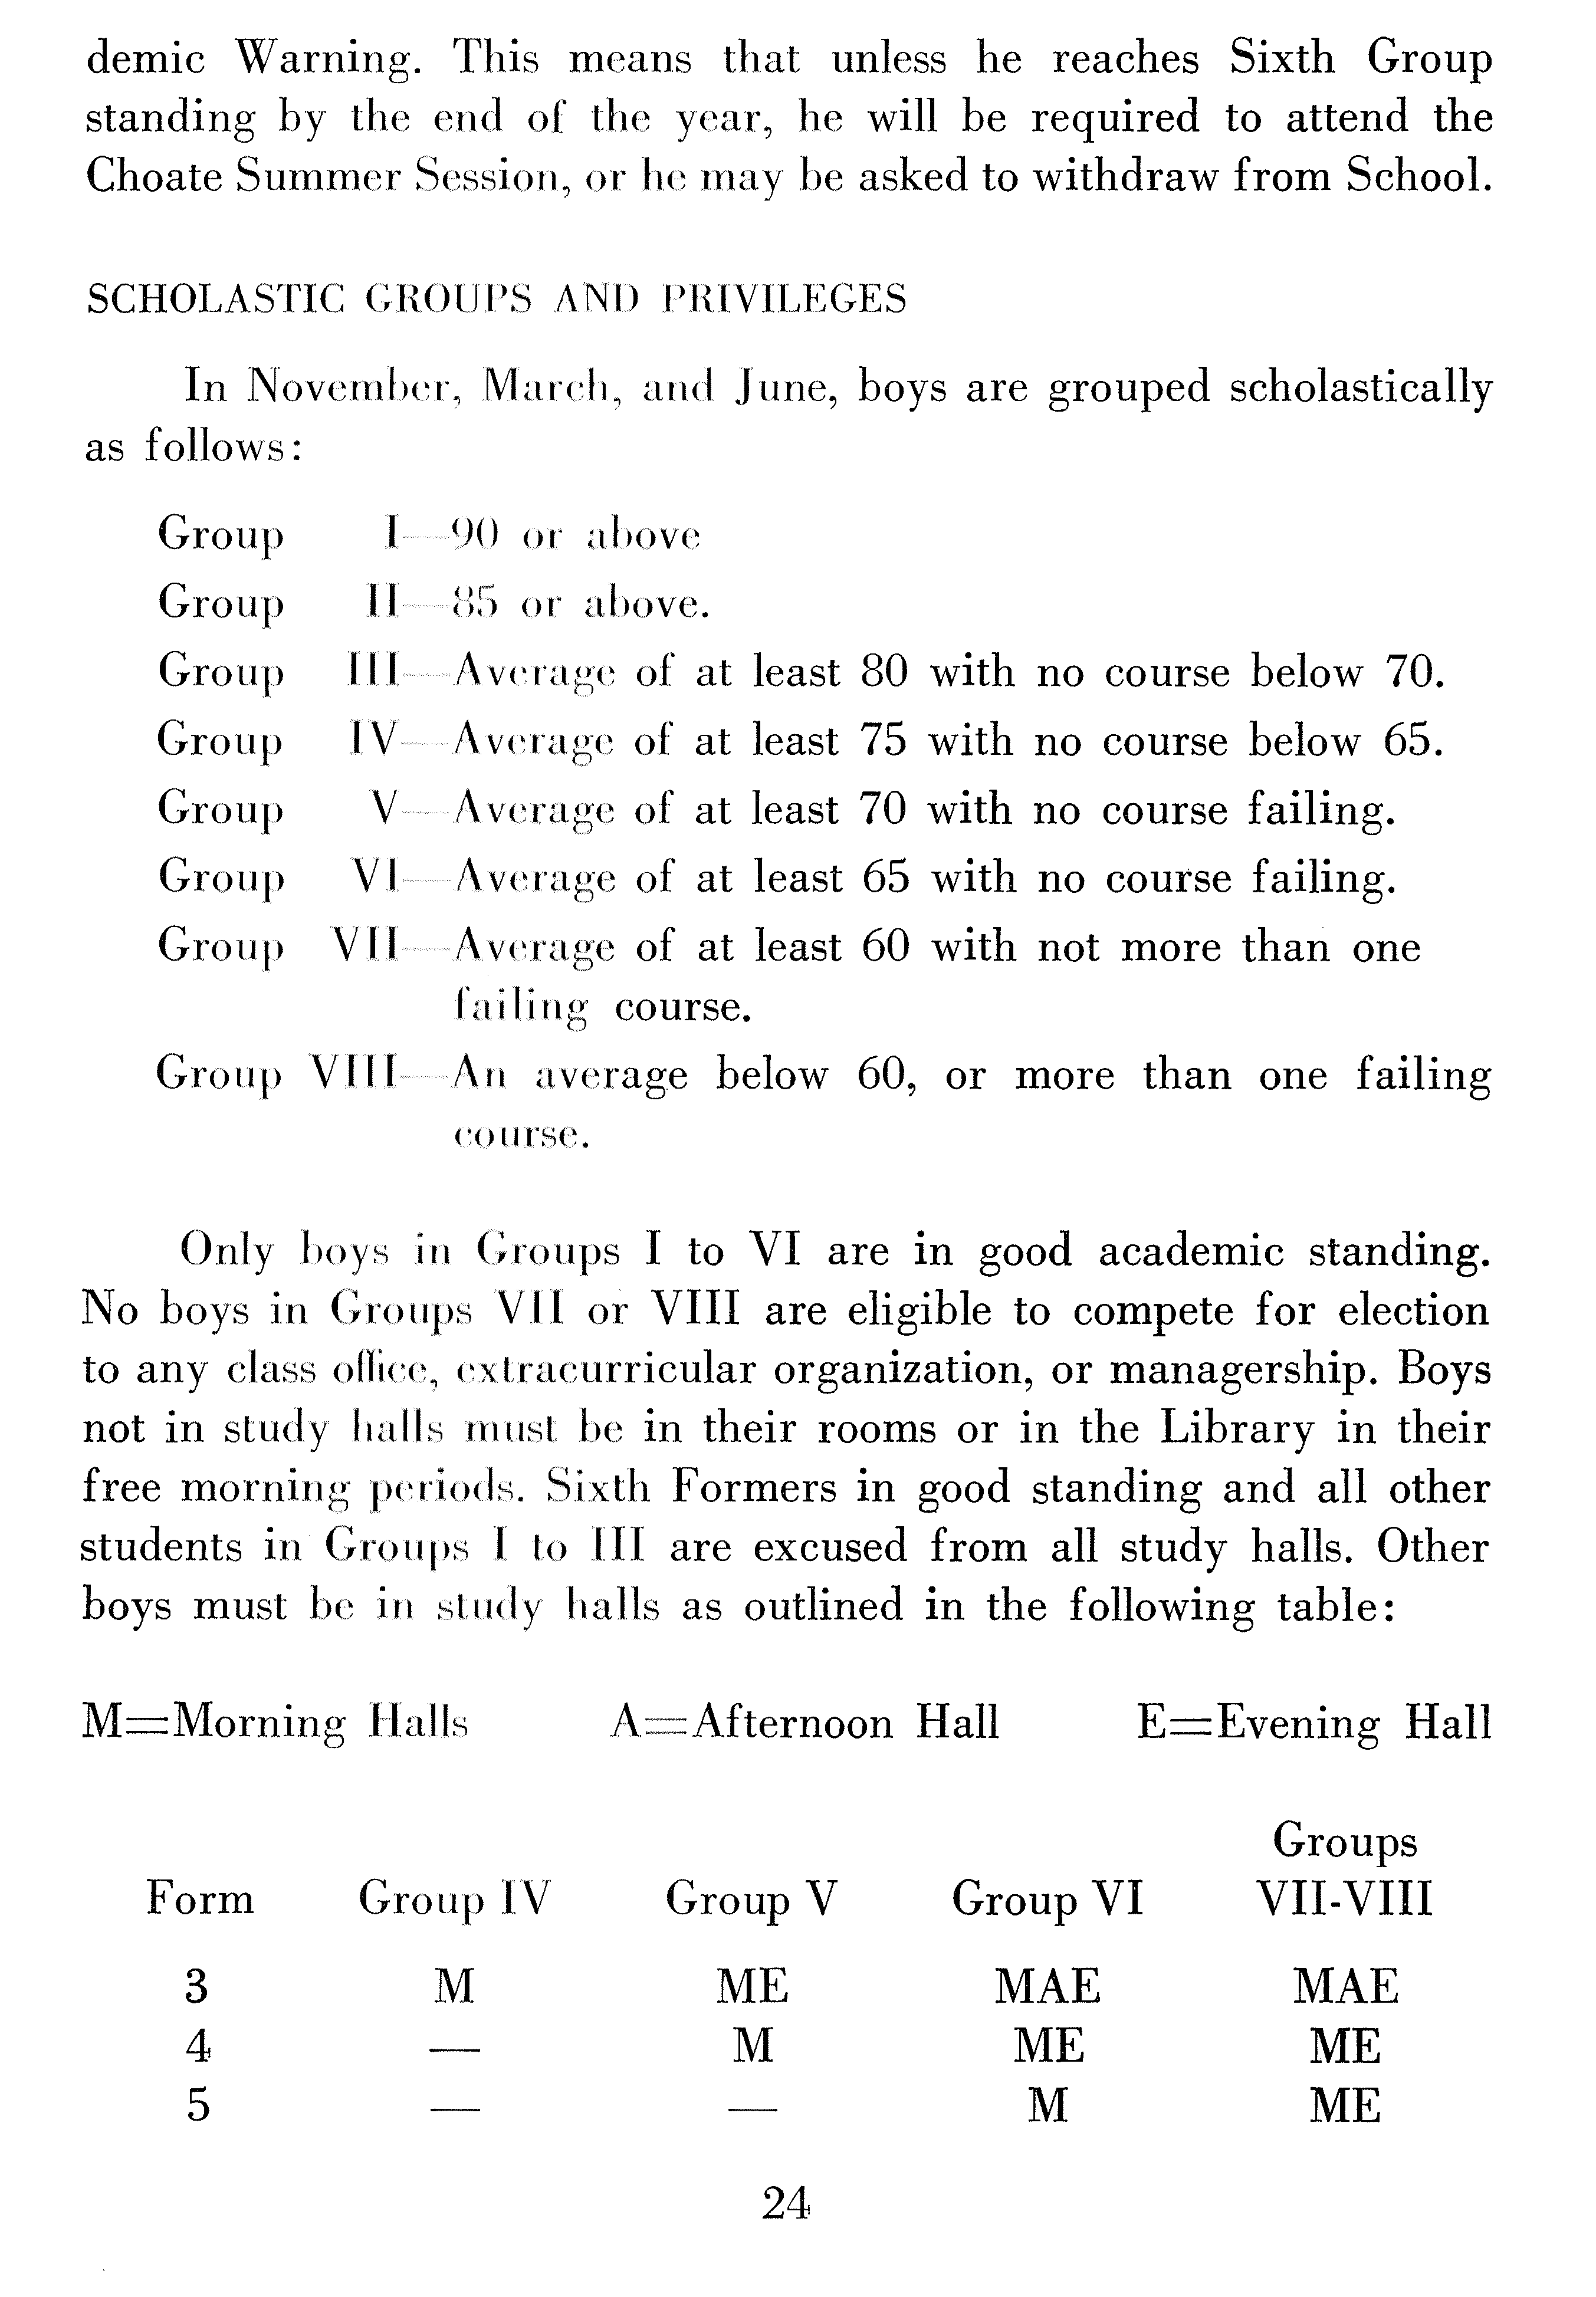 demic Warning. This means that unless he reaches Sixth Group
standing by the end of the year, he will be required to attend the
Choate Summer Session, or he may be asked to withdraw from School.
SCHOLASTIC GROUPS AND PRIVILEGES
In November, March, and June, boys are grouped scholastically
as follows:
Group I—90 or above
Group II—85 or above.
Group III—Average of at least 80 with no course below 70.
Group IV—Average of at least 75 with no course below 65.
Group V—Average of at least 70 with no course failing.
Group VI—Average of at least 65 with no course failing.
Group VII—Average of at least 60 with not more than one
failing course.
Group VIII—An average below 60, or more than one failing
course.
Only boys in Groups I to VI are in good academic standing.
No boys in Groups VII or VIII are eligible to compete for election
to any class office, extracurricular organization, or managership. Boys
not in study halls must be in their rooms or in the Library in their
free morning periods. Sixth Formers in good standing and all other
students in Groups I to III are excused from all study halls. Other
boys must be in study halls as outlined in the following table:
M=Morning Halls A=Afternoon Hall E=Evening Hall
Groups
Form Group IV Group V Group VI VII-VIII
3 M ME MAE MAE
4 — M ME ME
5 — — M ME
24